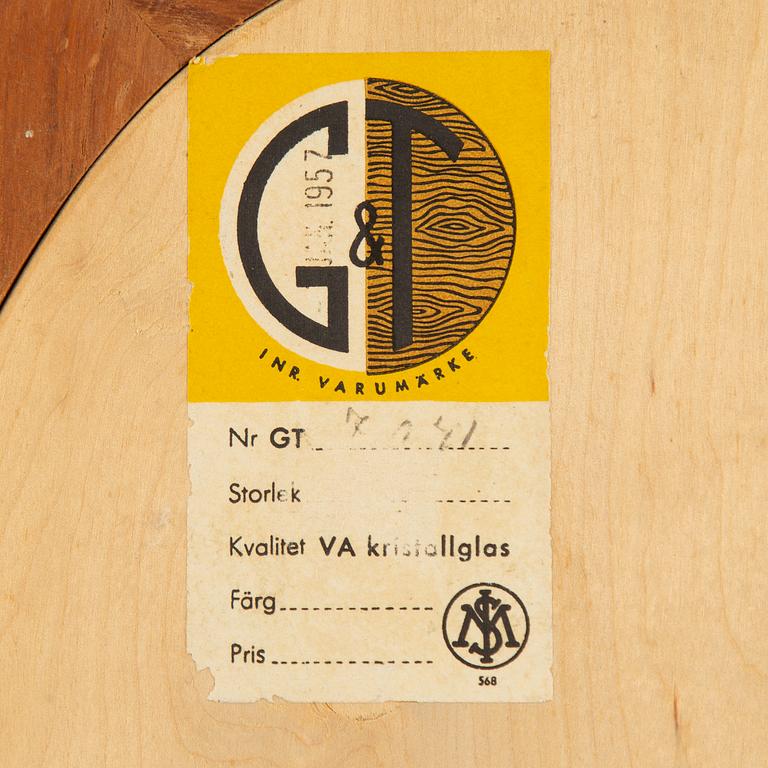 G&T
JAN. 1957
INR. VARUMÄRKE
Nr GT
Storlek
Kvalitet VA kristallglas
Färg
Pris
568